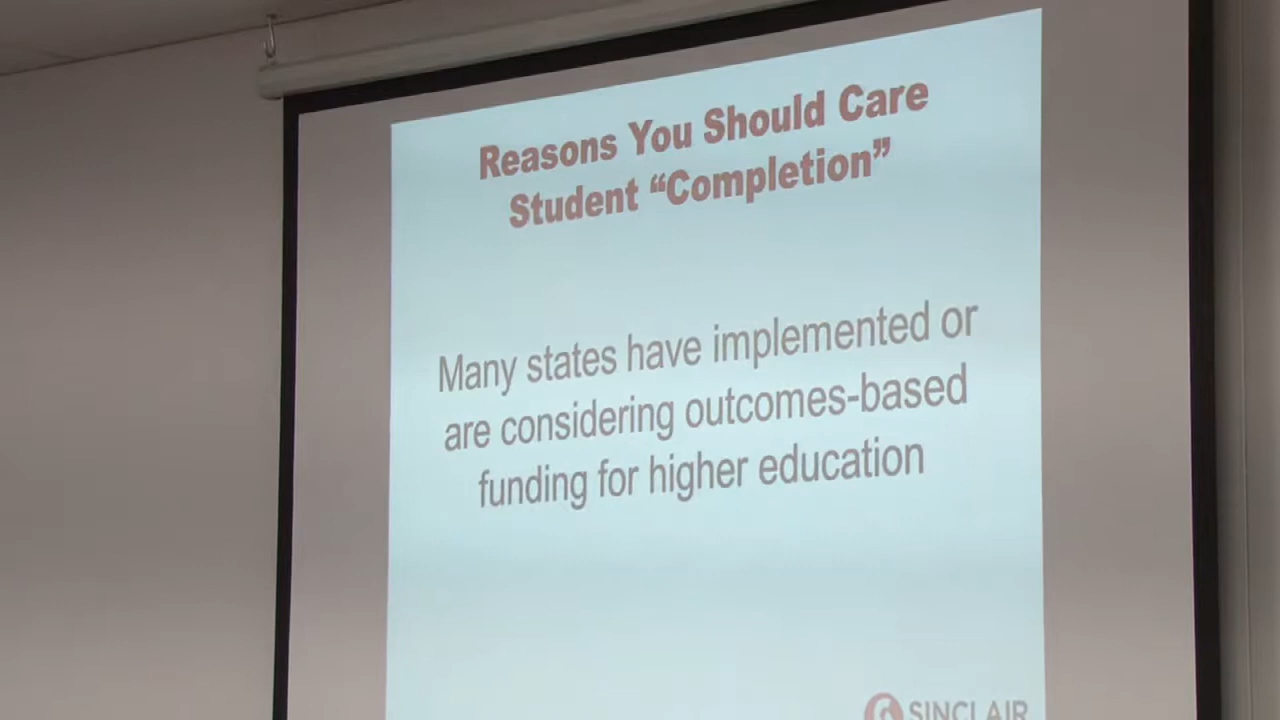 Reasons You Should Care
Student “Completion”
Many states have implemented or
are considering outcomes-based
funding for higher education
SINCLAIR